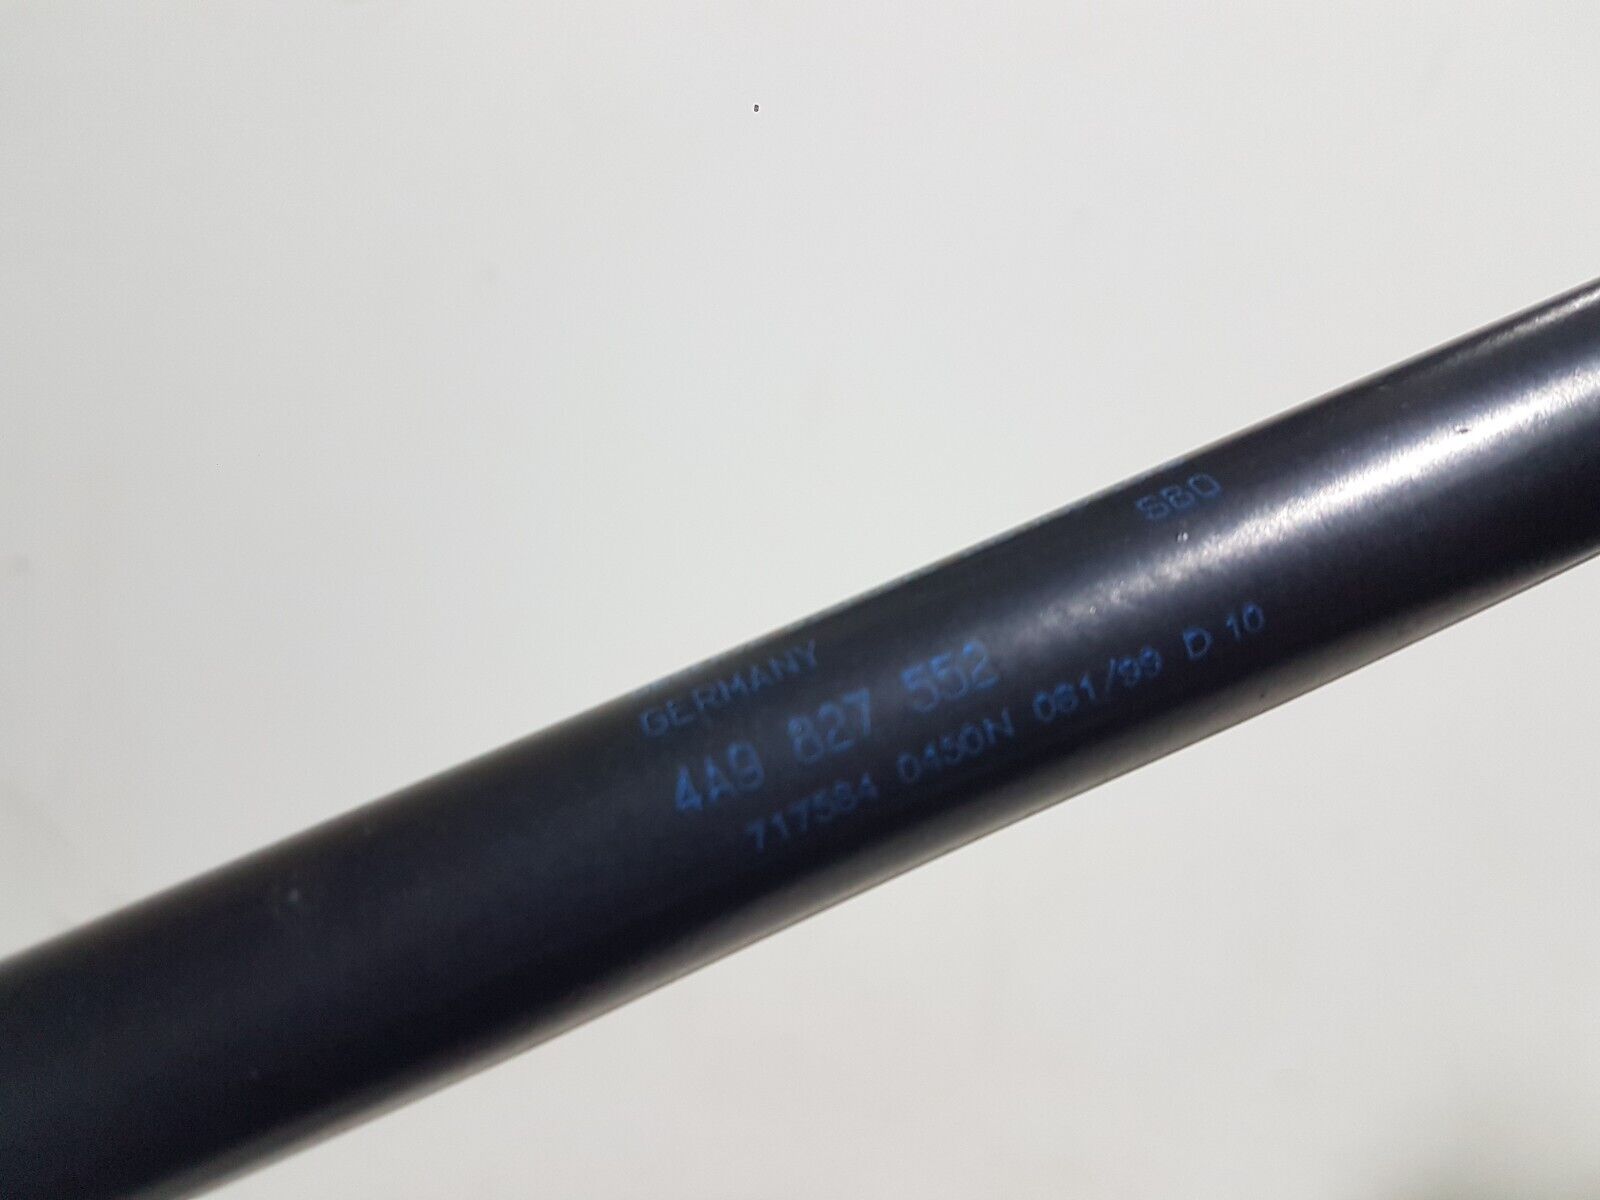 SBO
GERMANY
4A9 827 552
717584 0450N 081/99 D 10